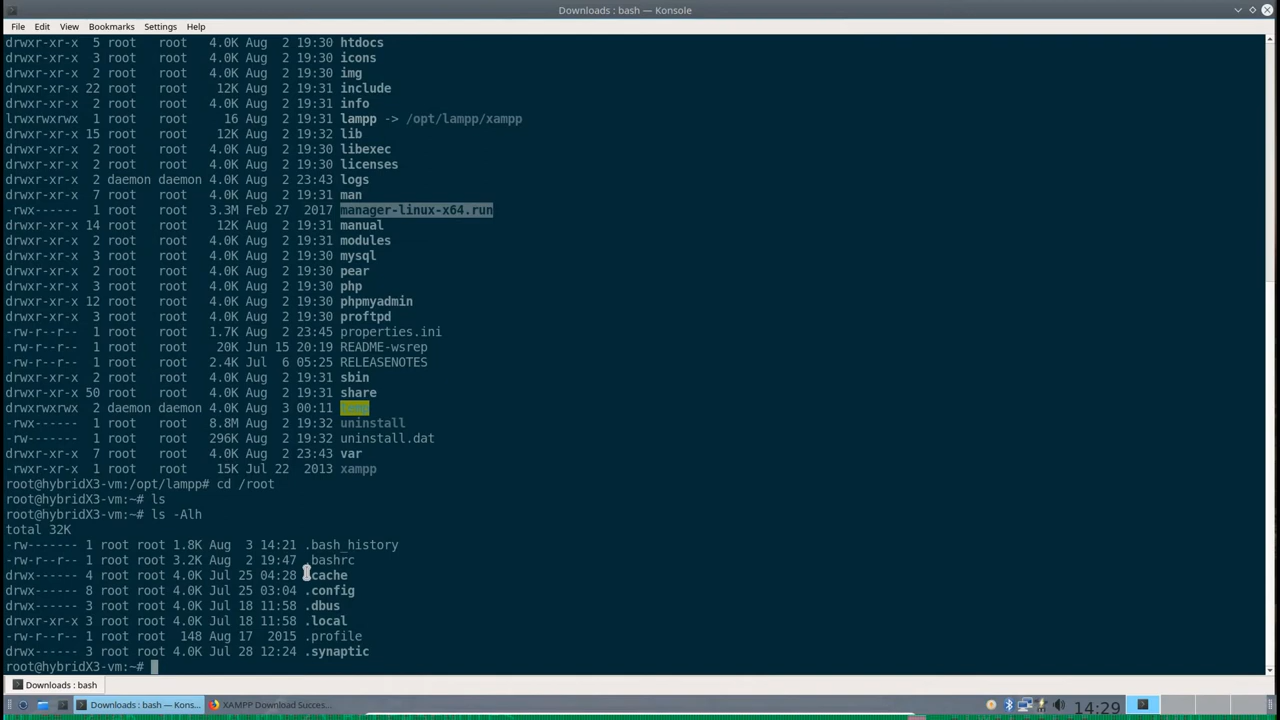 Downloads : bash — Konsole
File Edit View Bookmarks Settings Help
drwxr-xr-x 5 root root 4.0K Aug 2 19:30 htdocs
drwxr-xr-x 3 root root 4.0K Aug 2 19:30 icons
drwxr-xr-x 2 root root 4.0K Aug 2 19:30 img
drwxr-xr-x 22 root root 12K Aug 2 19:31 include
drwxr-xr-x 2 root root 4.0K Aug 2 19:31 info
lrwxrwxrwx 1 root root 16 Aug 2 19:31 lampp -> /opt/lampp/xampp
drwxr-xr-x 15 root root 12K Aug 2 19:32 lib
drwxr-xr-x 2 root root 4.0K Aug 2 19:30 libexec
drwxr-xr-x 2 root root 4.0K Aug 2 19:30 licenses
drwxr-xr-x 2 daemon daemon 4.0K Aug 2 23:43 logs
drwxr-xr-x 7 root root 4.0K Aug 2 19:31 man
-rwx------ 1 root root 3.3M Feb 27 2017 manager-linux-x64.run
drwxr-xr-x 14 root root 12K Aug 2 19:31 manual
drwxr-xr-x 2 root root 4.0K Aug 2 19:30 modules
drwxr-xr-x 3 root root 4.0K Aug 2 19:30 mysql
drwxr-xr-x 2 root root 4.0K Aug 2 19:30 pear
drwxr-xr-x 3 root root 4.0K Aug 2 19:30 php
drwxr-xr-x 12 root root 4.0K Aug 2 19:30 phpmyadmin
drwxr-xr-x 3 root root 4.0K Aug 2 19:30 proftpd
-rw-r--r-- 1 root root 1.7K Aug 2 23:45 properties.ini
-rw-r--r-- 1 root root 20K Jun 15 20:19 README-wsrep
-rw-r--r-- 1 root root 2.4K Jul 6 05:25 RELEASENOTES
drwxr-xr-x 2 root root 4.0K Aug 2 19:31 sbin
drwxr-xr-x 50 root root 4.0K Aug 2 19:31 share
drwxrwxrwx 2 daemon daemon 4.0K Aug 3 00:11
-rwx------ 1 root root 8.8M Aug 2 19:32 uninstall
-rw------- 1 root root 296K Aug 2 19:32 uninstall.dat
drwxr-xr-x 7 root root 4.0K Aug 2 23:43 var
-rwxr-xr-x 1 root root 15K Jul 22 2013 xampp
root@hybridX3-vm:/opt/lampp# cd /root
root@hybridX3-vm:~# ls
root@hybridX3-vm:~# ls -Alh
total 32K
-rw------- 1 root root 1.8K Aug 3 14:21 .bash_history
-rw-r--r-- 1 root root 3.2K Aug 2 19:47 .bashrc
drwx------ 4 root root 4.0K Jul 25 04:28 .cache
drwx------ 8 root root 4.0K Jul 25 03:04 .config
drwx------ 3 root root 4.0K Jul 18 11:58 .dbus
drwxr-xr-x 3 root root 4.0K Jul 18 11:58 .local
-rw-r--r-- 1 root root 148 Aug 17 2015 .profile
drwx------ 3 root root 4.0K Jul 28 12:24 .synaptic
root@hybridX3-vm:~#
Downloads : bash
Downloads : bash — Kons... XAMPP Download Succes... 14:29